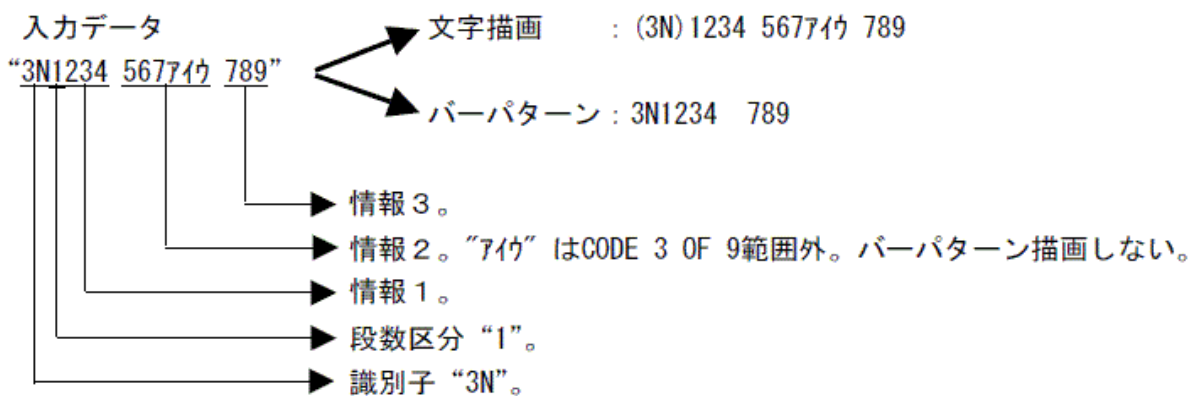 入力データ
“3N1234 567ｱｲｳ 789”
文字描画 : (3N)1234 567ｱｲｳ 789
バーパターン : 3N1234  789
情報３。
情報２。″ｱｲｳ″ はCODE 3 OF 9範囲外。バーパターン描画しない。
情報１。
段数区分“1”。
識別子“3N”。